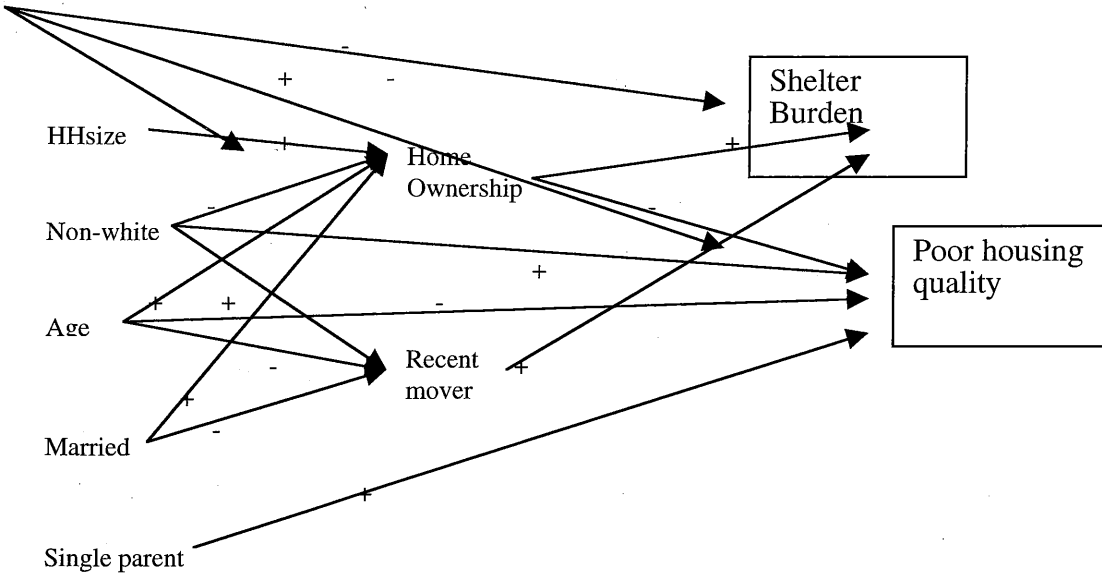 -
+ -
Shelter
Burden
HHsize
+
+
Home
Ownership
-
-
Non-white
Poor housing
quality
+
+ +
-
Age
Recent
mover
-
+
+
-
Married
+
Single parent